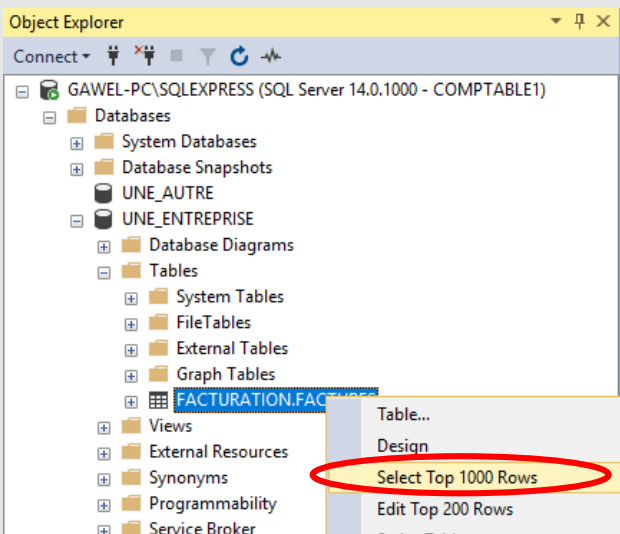 Object Explorer
Connect
GAWEL-PC\SQLEXPRESS (SQL Server 14.0.1000 - COMPTABLE1)
Databases
System Databases
Database Snapshots
UNE_AUTRE
UNE_ENTREPRISE
Database Diagrams
Tables
System Tables
FileTables
External Tables
Graph Tables
FACTURATION.FACTURES
Table...
Views
Design
External Resources
Select Top 1000 Rows
Synonyms
Programmability
Edit Top 200 Rows
Service Broker